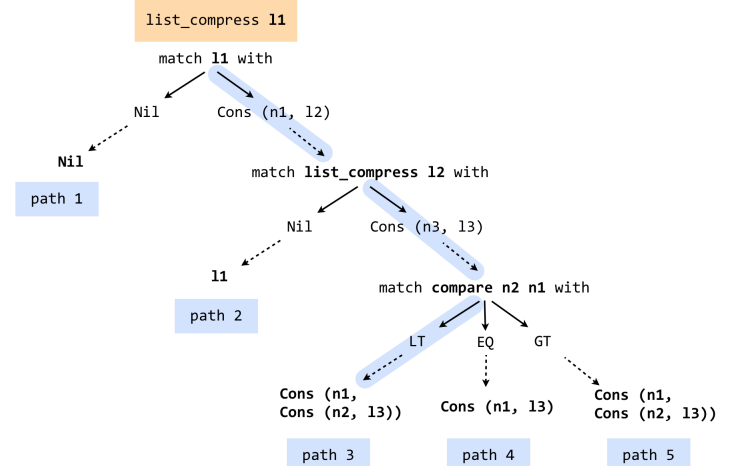 list_compress l1
match l1 with
Nil
Cons (n1, l2)
Nil
path 1
match list_compress l2 with
Nil
Cons (n3, l3)
l1
path 2
match compare n2 n1 with
LT
EQ
GT
Cons (n1,
Cons (n2, l3))
Cons (n1, l3)
Cons (n1,
Cons (n2, l3))
path 3
path 4
path 5